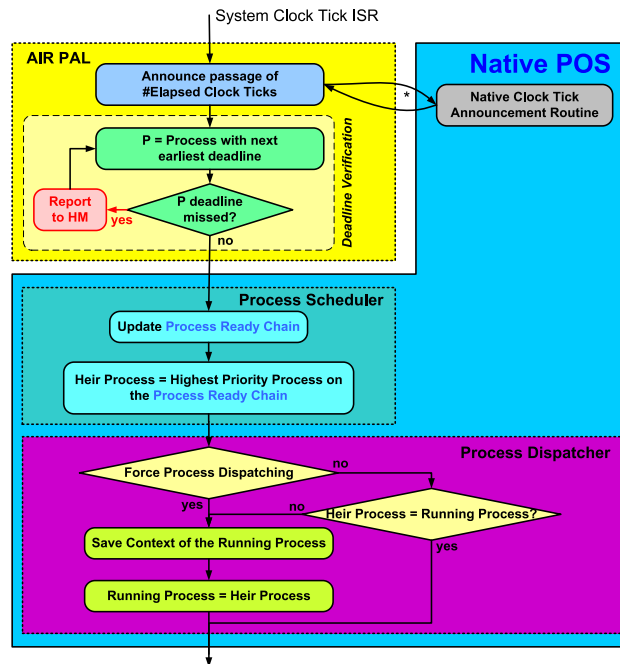 System Clock Tick ISR
AIR PAL
Native POS
Announce passage of
#Elapsed Clock Ticks
*
Native Clock Tick
Announcement Routine
P = Process with next
earliest deadline
Deadline Verification
Report
to HM
yes
P deadline
missed?
no
Process Scheduler
Update Process Ready Chain
Heir Process = Highest Priority Process on
the Process Ready Chain
Process Dispatcher
Force Process Dispatching
no
yes
no
Heir Process = Running Process?
Save Context of the Running Process
yes
Running Process = Heir Process